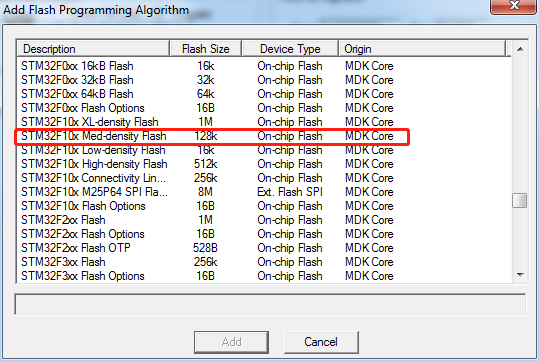 Add Flash Programming Algorithm
Description Flash Size Device Type Origin
STM32F0xx 16kB Flash 16k On-chip Flash MDK Core
STM32F0xx 32kB Flash 32k On-chip Flash MDK Core
STM32F0xx 64kB Flash 64k On-chip Flash MDK Core
STM32F0xx Flash Options 16B On-chip Flash MDK Core
STM32F10x XL-density Flash 1M On-chip Flash MDK Core
STM32F10x Med-density Flash 128k On-chip Flash MDK Core
STM32F10x Low-density Flash 16k On-chip Flash MDK Core
STM32F10x High-density Flash 512k On-chip Flash MDK Core
STM32F10x Connectivity Lin... 256k On-chip Flash MDK Core
STM32F10x M25P64 SPI Fla... 8M Ext. Flash SPI MDK Core
STM32F10x Flash Options 16B On-chip Flash MDK Core
STM32F2xx Flash 1M On-chip Flash MDK Core
STM32F2xx Flash Options 16B On-chip Flash MDK Core
STM32F2xx Flash OTP 528B On-chip Flash MDK Core
STM32F3xx Flash 256k On-chip Flash MDK Core
STM32F3xx Flash Options 16B On-chip Flash MDK Core
Add Cancel